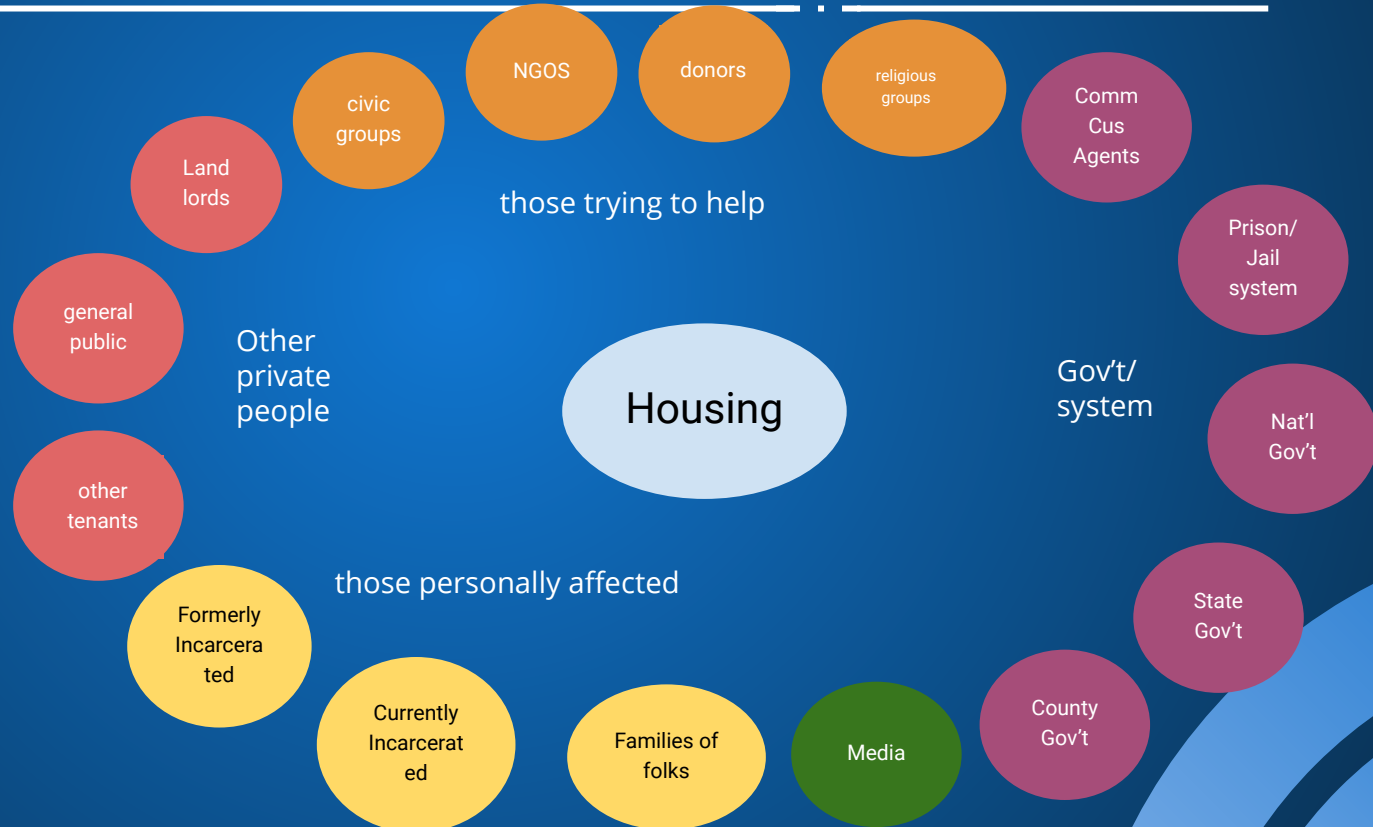 NGOS
donors
religious
groups
civic
groups
Comm
Cus
Agents
Land
lords
those trying to help
Prison/
Jail
system
general
public
Other
private
people
Housing
Gov't/
system
Nat'l
Gov't
other
tenants
those personally affected
State
Gov't
Formerly
Incarcera
ted
Currently
Incarcerat
ed
Families of
folks
Media
County
Gov't